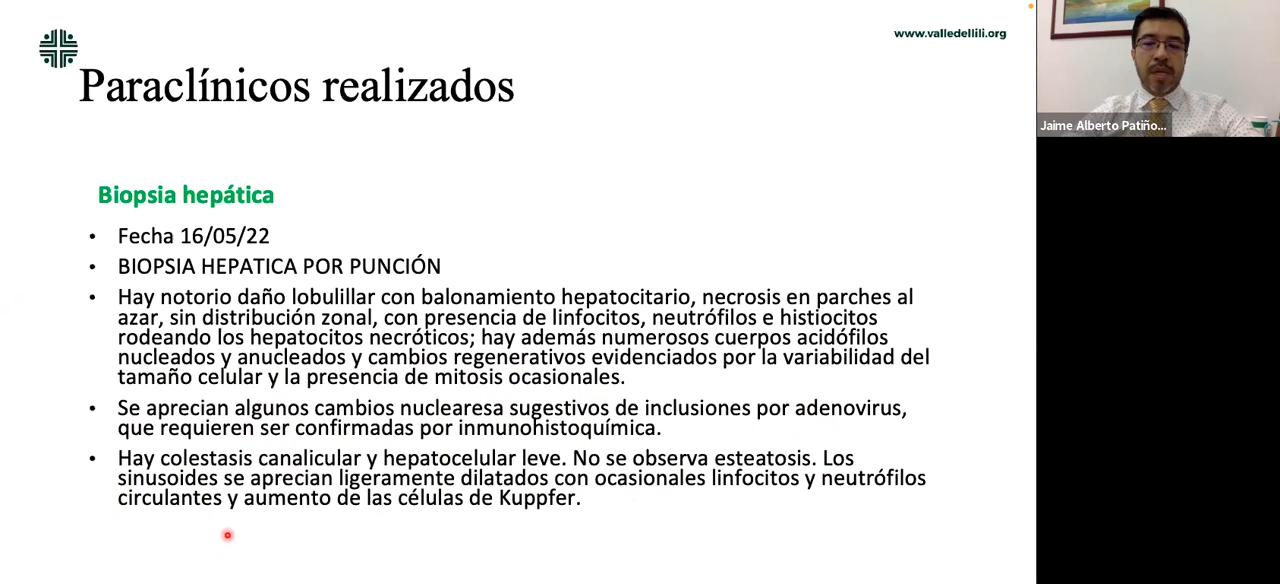 www.valledellili.org
Paraclínicos realizados
Jaime Alberto Patiño...
Biopsia hepática
• Fecha 16/05/22
• BIOPSIA HEPATICA POR PUNCIÓN
• Hay notorio daño lobulillar con balonamiento hepatocitario, necrosis en parches al
azar, sin distribución zonal, con presencia de linfocitos, neutrófilos e histiocitos
rodeando los hepatocitos necróticos; hay además numerosos cuerpos acidófilos
nucleados y anucleados y cambios regenerativos evidenciados por la variabilidad del
tamaño celular y la presencia de mitosis ocasionales.
• Se aprecian algunos cambios nuclearesa sugestivos de inclusiones por adenovirus,
que requieren ser confirmadas por inmunohistoquímica.
• Hay colestasis canalicular y hepatocelular leve. No se observa esteatosis. Los
sinusoides se aprecian ligeramente dilatados con ocasionales linfocitos y neutrófilos
circulantes y aumento de las células de Kuppfer.